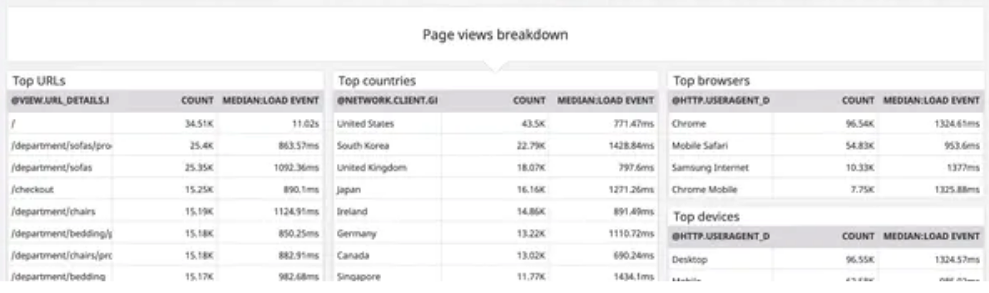 Page views breakdown
Top URLs
@VIEW.URL_DETAILS.I COUNT MEDIAN:LOAD EVENT
/ 34.51K 11.02s
/department/sofas/pro 25.4K 863.57ms
/department/sofas 25.35K 1092.36ms
/checkout 15.25K 890.1ms
/department/chairs 15.19K 1124.91ms
/department/bedding/p 15.18K 850.25ms
/department/chairs/pro 15.18K 882.91ms
/department/bedding 15.17K 982.68ms
Top countries
@NETWORK.CLIENT.GI COUNT MEDIAN:LOAD EVENT
United States 43.5K 771.47ms
South Korea 22.79K 1428.84ms
United Kingdom 18.07K 797.6ms
Japan 16.16K 1271.26ms
Ireland 14.86K 891.49ms
Germany 13.22K 1110.72ms
Canada 13.02K 690.24ms
Singapore 11.77K 1434.1ms
Top browsers
@HTTP.USERAGENT_D COUNT MEDIAN:LOAD EVENT
Chrome 96.54K 1324.61ms
Mobile Safari 54.83K 953.6ms
Samsung Internet 10.33K 1377ms
Chrome Mobile 7.75K 1325.88ms
Top devices
@HTTP.USERAGENT_D COUNT MEDIAN:LOAD EVENT
Desktop 96.55K 1324.57ms
Mobile